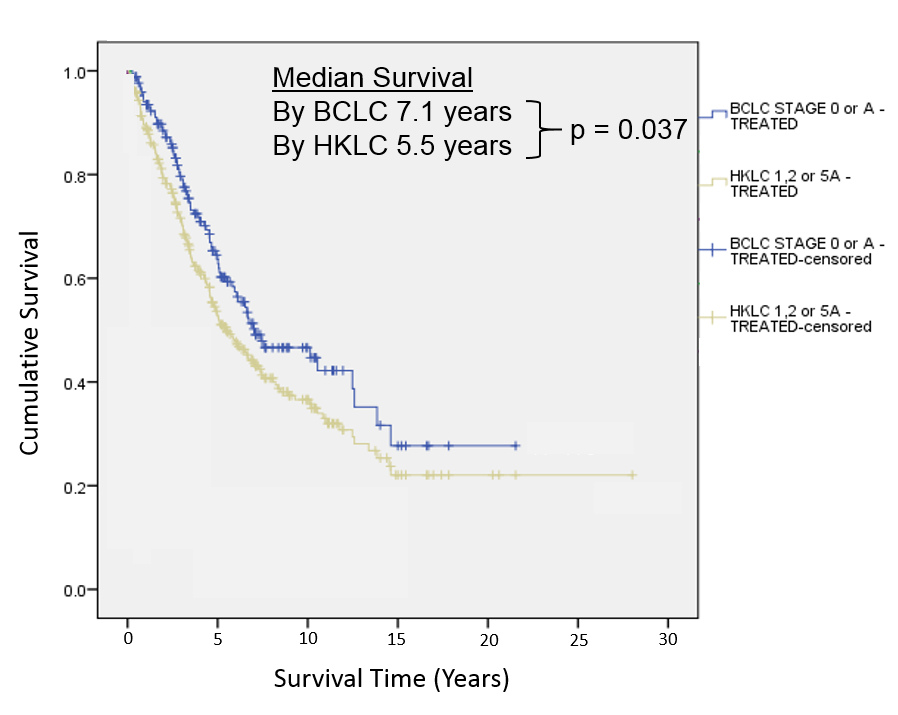 Median Survival
By BCLC 7.1 years
By HKLC 5.5 years
p = 0.037
BCLC STAGE 0 or A -
TREATED
HKLC 1,2 or 5A -
TREATED
BCLC STAGE 0 or A -
TREATED-censored
HKLC 1,2 or 5A -
TREATED-censored
Cumulative Survival
1.0
0.8
0.6
0.4
0.2
0.0
0 5 10 15 20 25 30
Survival Time (Years)